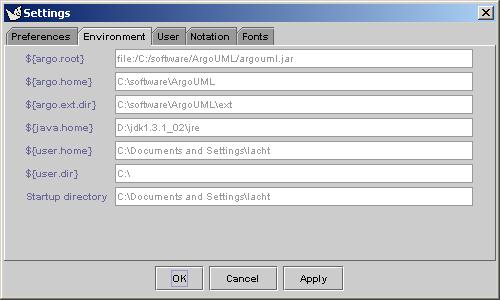 Settings
Preferences Environment User Notation Fonts
${argo.root} file:/C:/software/ArgoUML/argouml.jar
${argo.home} C:\software\ArgoUML
${argo.ext.dir} C:\software\ArgoUML\ext
${java.home} D:\jdk1.3.1_02\jre
${user.home} C:\Documents and Settings\lacht
${user.dir} C:\
Startup directory C:\Documents and Settings\lacht
OK Cancel Apply